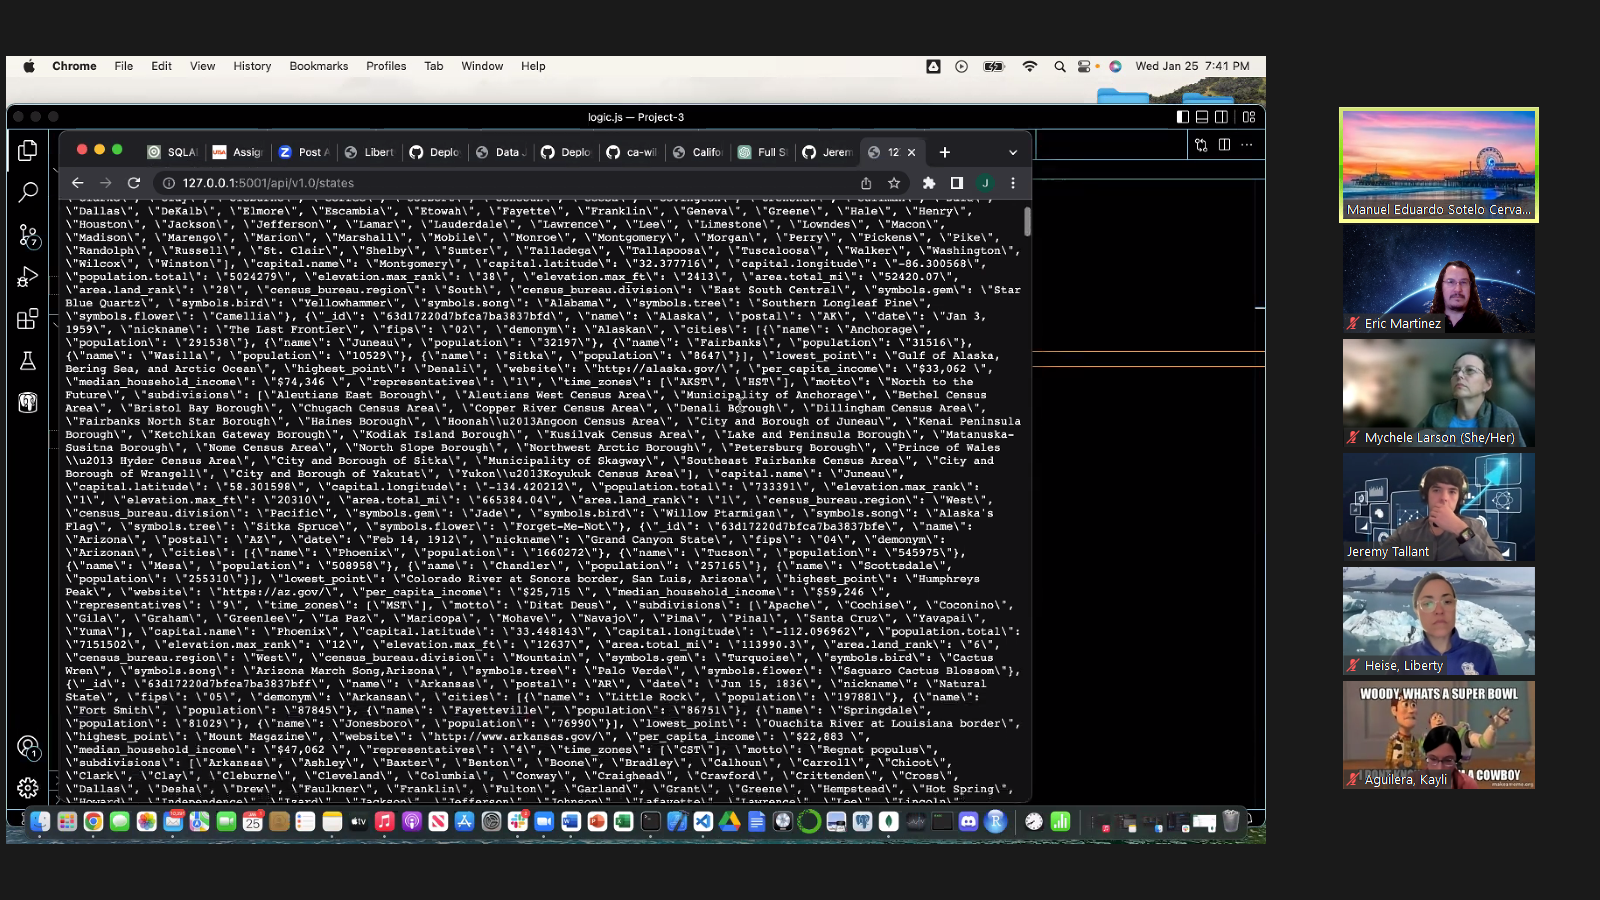 Chrome File Edit View History Bookmarks Profiles Tab Window Help Wed Jan 25 7:41 PM
logic.js — Project-3
SQLA Assig Post A Libert Deplo Data J Deplo ca-wil Califo Full S Jerem 12
127.0.0.1:5001/api/v1.0/states
\"Dallas\", \"DeKalb\", \"Elmore\", \"Escambia\", \"Etowah\", \"Fayette\", \"Franklin\", \"Geneva\", \"Greene\", \"Hale\", \"Henry\",
\"Houston\", \"Jackson\", \"Jefferson\", \"Lamar\", \"Lauderdale\", \"Lawrence\", \"Lee\", \"Limestone\", \"Lowndes\", \"Macon\",
\"Madison\", \"Marengo\", \"Marion\", \"Marshall\", \"Mobile\", \"Monroe\", \"Montgomery\", \"Morgan\", \"Perry\", \"Pickens\", \"Pike\",
\"Randolph\", \"Russell\", \"St. Clair\", \"Shelby\", \"Sumter\", \"Talladega\", \"Tallapoosa\", \"Tuscaloosa\", \"Walker\", \"Washington\",
\"Wilcox\", \"Winston\"], \"capital.name\": \"Montgomery\", \"capital.latitude\": \"32.377716\", \"capital.longitude\": \"-86.300568\",
\"population.total\": \"5024279\", \"elevation.max_rank\": \"38\", \"elevation.max_ft\": \"2413\", \"area.total_mi\": \"52420.07\",
\"area.land_rank\": \"28\", \"census_bureau.region\": \"South\", \"census_bureau.division\": \"East South Central\", \"symbols.gem\": \"Star
Blue Quartz\", \"symbols.bird\": \"Yellowhammer\", \"symbols.song\": \"Alabama\", \"symbols.tree\": \"Southern Longleaf Pine\",
\"symbols.flower\": \"Camellia\"}, {\"_id\": \"63d17220d7bfca7ba3837bfd\", \"name\": \"Alaska\", \"postal\": \"AK\", \"date\": \"Jan 3,
1959\", \"nickname\": \"The Last Frontier\", \"fips\": \"02\", \"demonym\": \"Alaskan\", \"cities\": [{\"name\": \"Anchorage\",
\"population\": \"291538\"}, {\"name\": \"Juneau\", \"population\": \"32197\"}, {\"name\": \"Fairbanks\", \"population\": \"31516\"},
{\"name\": \"Wasilla\", \"population\": \"10529\"}, {\"name\": \"Sitka\", \"population\": \"8647\"}], \"lowest_point\": \"Gulf of Alaska,
Bering Sea, and Arctic Ocean\", \"highest_point\": \"Denali\", \"website\": \"http://alaska.gov/\", \"per_capita_income\": \"$33,062 \",
\"median_household_income\": \"$74,346 \", \"representatives\": \"1\", \"time_zones\": [\"AKST\", \"HST\"], \"motto\": \"North to the
Future\", \"subdivisions\": [\"Aleutians East Borough\", \"Aleutians West Census Area\", \"Municipality of Anchorage\", \"Bethel Census
Area\", \"Bristol Bay Borough\", \"Chugach Census Area\", \"Copper River Census Area\", \"Denali Borough\", \"Dillingham Census Area\",
\"Fairbanks North Star Borough\", \"Haines Borough\", \"Hoonah\\u2013Angoon Census Area\", \"City and Borough of Juneau\", \"Kenai Peninsula
Borough\", \"Ketchikan Gateway Borough\", \"Kodiak Island Borough\", \"Kusilvak Census Area\", \"Lake and Peninsula Borough\", \"Matanuska-
Susitna Borough\", \"Nome Census Area\", \"North Slope Borough\", \"Northwest Arctic Borough\", \"Petersburg Borough\", \"Prince of Wales
\\u2013 Hyder Census Area\", \"City and Borough of Sitka\", \"Municipality of Skagway\", \"Southeast Fairbanks Census Area\", \"City and
Borough of Wrangell\", \"City and Borough of Yakutat\", \"Yukon\\u2013Koyukuk Census Area\"], \"capital.name\": \"Juneau\",
\"capital.latitude\": \"58.301598\", \"capital.longitude\": \"-134.420212\", \"population.total\": \"733391\", \"elevation.max_rank\":
\"1\", \"elevation.max_ft\": \"20310\", \"area.total_mi\": \"665384.04\", \"area.land_rank\": \"1\", \"census_bureau.region\": \"West\",
\"census_bureau.division\": \"Pacific\", \"symbols.gem\": \"Jade\", \"symbols.bird\": \"Willow Ptarmigan\", \"symbols.song\": \"Alaska's
Flag\", \"symbols.tree\": \"Sitka Spruce\", \"symbols.flower\": \"Forget-Me-Not\"}, {\"_id\": \"63d17220d7bfca7ba3837bfe\", \"name\":
\"Arizona\", \"postal\": \"AZ\", \"date\": \"Feb 14, 1912\", \"nickname\": \"Grand Canyon State\", \"fips\": \"04\", \"demonym\":
\"Arizonan\", \"cities\": [{\"name\": \"Phoenix\", \"population\": \"1660272\"}, {\"name\": \"Tucson\", \"population\": \"545975\"},
{\"name\": \"Mesa\", \"population\": \"508958\"}, {\"name\": \"Chandler\", \"population\": \"257165\"}, {\"name\": \"Scottsdale\",
\"population\": \"255310\"}], \"lowest_point\": \"Colorado River at Sonora border, San Luis, Arizona\", \"highest_point\": \"Humphreys
Peak\", \"website\": \"https://az.gov/\", \"per_capita_income\": \"$25,715 \", \"median_household_income\": \"$59,246 \",
\"representatives\": \"9\", \"time_zones\": [\"MST\"], \"motto\": \"Ditat Deus\", \"subdivisions\": [\"Apache\", \"Cochise\", \"Coconino\",
\"Gila\", \"Graham\", \"Greenlee\", \"La Paz\", \"Maricopa\", \"Mohave\", \"Navajo\", \"Pima\", \"Pinal\", \"Santa Cruz\", \"Yavapai\",
\"Yuma\"], \"capital.name\": \"Phoenix\", \"capital.latitude\": \"33.448143\", \"capital.longitude\": \"-112.096962\", \"population.total\":
\"7151502\", \"elevation.max_rank\": \"12\", \"elevation.max_ft\": \"12637\", \"area.total_mi\": \"113990.3\", \"area.land_rank\": \"6\",
\"census_bureau.region\": \"West\", \"census_bureau.division\": \"Mountain\", \"symbols.gem\": \"Turquoise\", \"symbols.bird\": \"Cactus
Wren\", \"symbols.song\": \"Arizona March Song,Arizona\", \"symbols.tree\": \"Palo Verde\", \"symbols.flower\": \"Saguaro Cactus Blossom\"},
{\"_id\": \"63d17220d7bfca7ba3837bff\", \"name\": \"Arkansas\", \"postal\": \"AR\", \"date\": \"Jun 15, 1836\", \"nickname\": \"Natural
State\", \"fips\": \"05\", \"demonym\": \"Arkansan\", \"cities\": [{\"name\": \"Little Rock\", \"population\": \"197881\"}, {\"name\":
\"Fort Smith\", \"population\": \"87845\"}, {\"name\": \"Fayetteville\", \"population\": \"86751\"}, {\"name\": \"Springdale\",
\"population\": \"81029\"}, {\"name\": \"Jonesboro\", \"population\": \"76990\"}], \"lowest_point\": \"Ouachita River at Louisiana border\",
\"highest_point\": \"Mount Magazine\", \"website\": \"http://www.arkansas.gov/\", \"per_capita_income\": \"$22,883 \",
\"median_household_income\": \"$47,062 \", \"representatives\": \"4\", \"time_zones\": [\"CST\"], \"motto\": \"Regnat populus\",
\"subdivisions\": [\"Arkansas\", \"Ashley\", \"Baxter\", \"Benton\", \"Boone\", \"Bradley\", \"Calhoun\", \"Carroll\", \"Chicot\",
\"Clark\", \"Clay\", \"Cleburne\", \"Cleveland\", \"Columbia\", \"Conway\", \"Craighead\", \"Crawford\", \"Crittenden\", \"Cross\",
\"Dallas\", \"Desha\", \"Drew\", \"Faulkner\", \"Franklin\", \"Fulton\", \"Garland\", \"Grant\", \"Greene\", \"Hempstead\", \"Hot Spring\",
\"Howard\", \"Independence\", \"Izard\", \"Jackson\", \"Jefferson\", \"Johnson\", \"Lafayette\", \"Lawrence\", \"Lee\", \"Lincoln\",
Manuel Eduardo Sotelo Cerva...
Eric Martinez
Mychele Larson (She/Her)
Jeremy Tallant
Heise, Liberty
WOODY, WHATS A SUPER BOWL
A COWBOY
Aguilera, Kayli